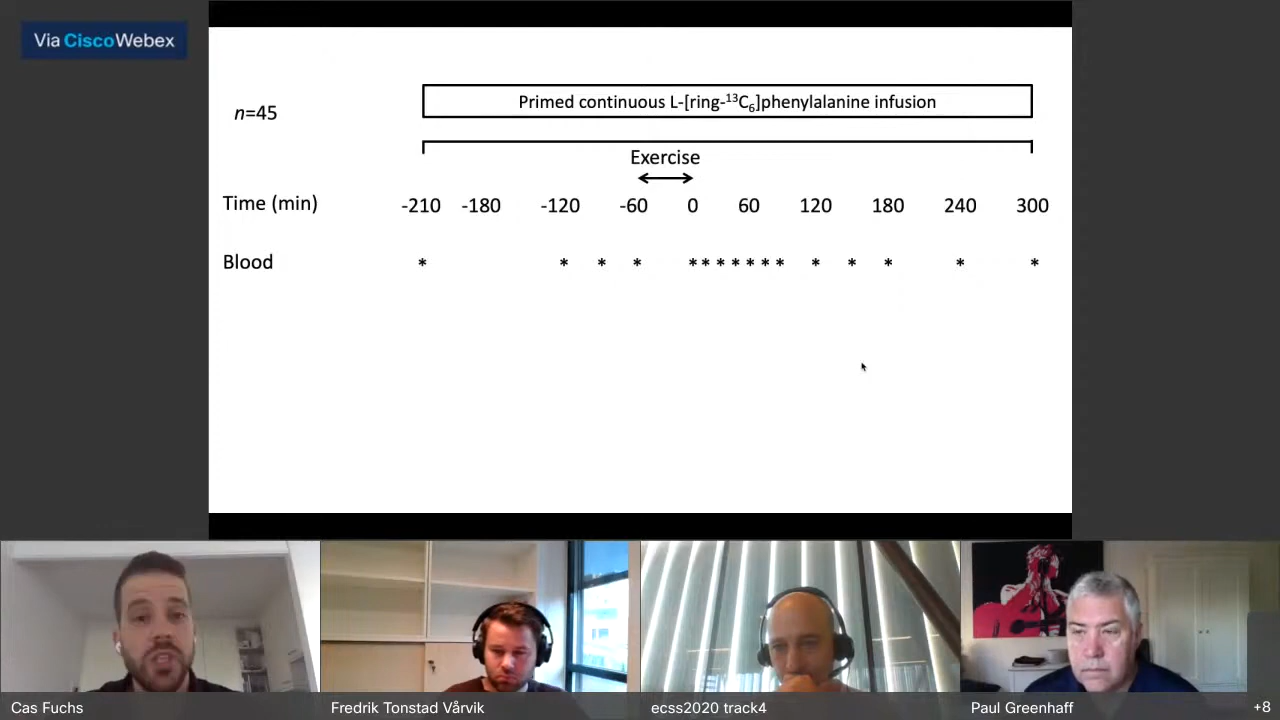 Via CiscoWebex
n=45
Primed continuous L-[ring-¹³C₆]phenylalanine infusion
Exercise
Time (min) -210 -180 -120 -60 0 60 120 180 240 300
Blood * * * * * * * * * * * * * * * *
Cas Fuchs
Fredrik Tonstad Vårvik
ecss2020 track4
Paul Greenhaff
+8